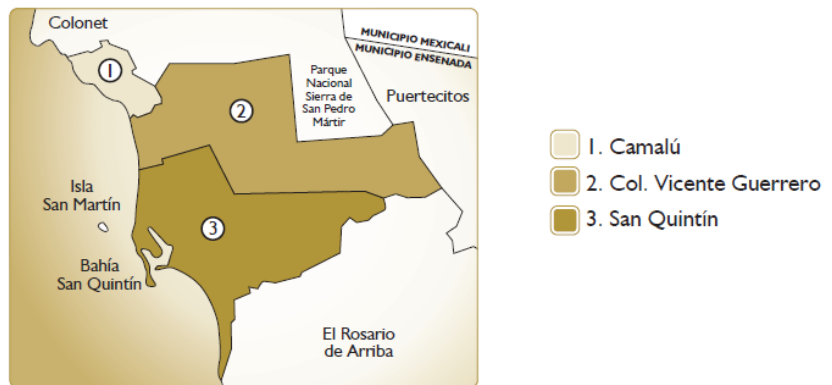 Colonet
MUNICIPIO MEXICALI
MUNICIPIO ENSENADA
1
Parque
Nacional
Sierra de
San Pedro
Mártir
Puertecitos
2
1. Camalú
2. Col. Vicente Guerrero
3. San Quintín
Isla
San Martín
3
Bahía
San Quintín
El Rosario
de Arriba